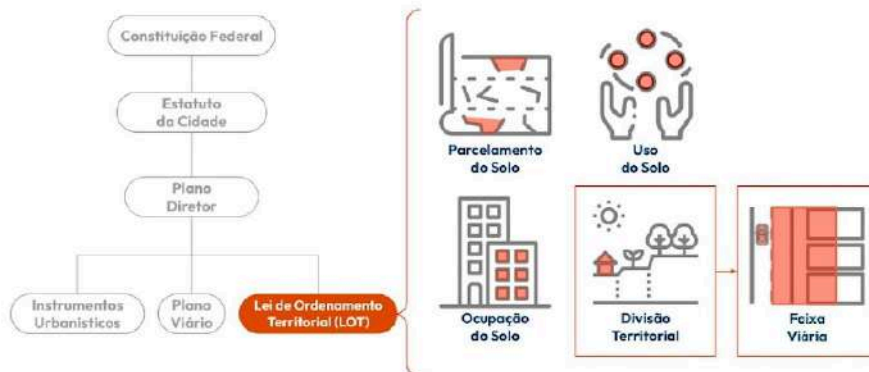 Constituição Federal
Estatuto
da Cidade
Plano
Diretor
Instrumentos
Urbanísticos
Plano
Viário
Lei de Ordenamento
Territorial (LOT)
Parcelamento
do Solo
Uso
do Solo
Ocupação
do Solo
Divisão
Territorial
Faixa
Viária